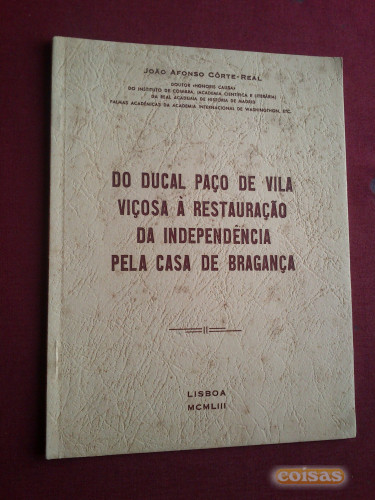 JOÃO AFONSO CÔRTE-REAL
DOUTOR «HONORIS CAUSA»
DO INSTITUTO DE COIMBRA, (ACADEMIA CIENTÍFICA E LITERÁRIA)
DA REAL ACADEMIA DE HISTÓRIA DE MADRID
PALMAS ACADÉMICAS DA ACADEMIA INTERNACIONAL DE WASHINGTHON, ETC.
DO DUCAL PAÇO DE VILA
VIÇOSA À RESTAURAÇÃO
DA INDEPENDÊNCIA
PELA CASA DE BRAGANÇA
LISBOA
MCMLIII
coisas